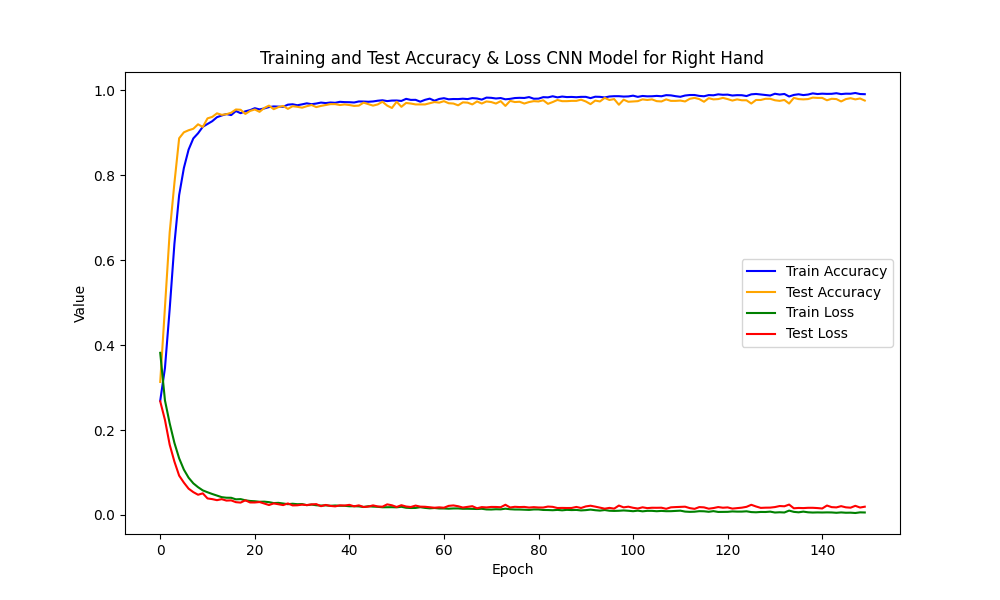 Training and Test Accuracy & Loss CNN Model for Right Hand
1.0
0.8
0.6
0.4
0.2
0.0
Value
Train Accuracy
Test Accuracy
Train Loss
Test Loss
0 20 40 60 80 100 120 140
Epoch